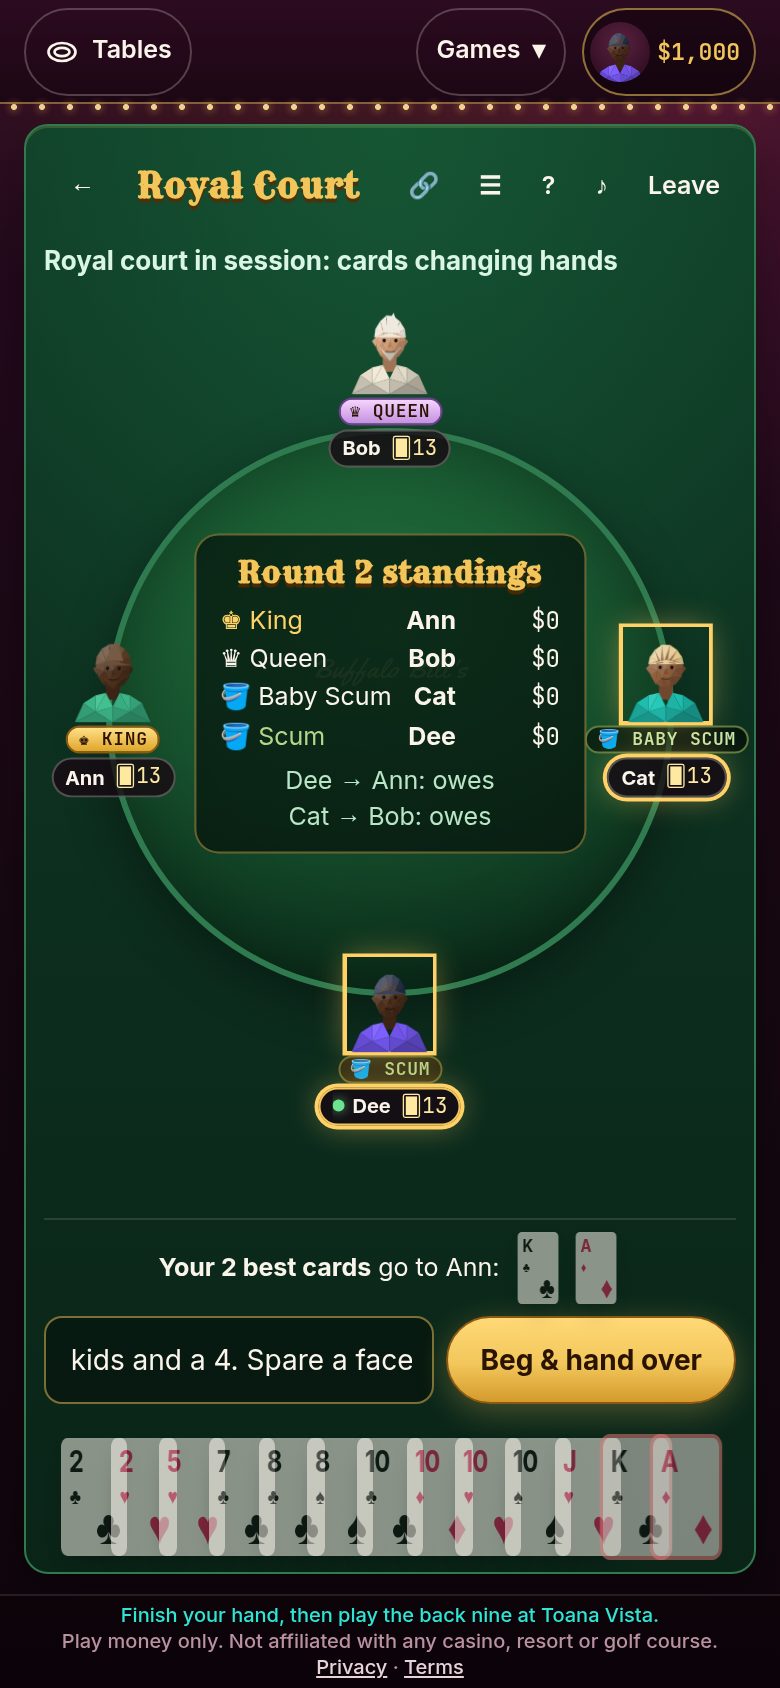 Tables
Games ▼
$1,000
← Royal Court ☰ ? ♪ Leave
Royal court in session: cards changing hands
♛ QUEEN
Bob 13
Round 2 standings
♚ King Ann $0
♛ Queen Bob $0
Baby Scum Cat $0
Scum Dee $0
Dee → Ann: owes
Cat → Bob: owes
Buffalo Bill's
♚ KING
Ann 13
BABY SCUM
Cat 13
SCUM
Dee 13
Your 2 best cards go to Ann: K♣ A♦
kids and a 4. Spare a face
Beg & hand over
2♣ 2♥ 5♥ 7♣ 8♣ 8♠ 10♣ 10♦ 10♥ 10♠ J♥ K♣ A♦
Finish your hand, then play the back nine at Toana Vista.
Play money only. Not affiliated with any casino, resort or golf course.
Privacy · Terms